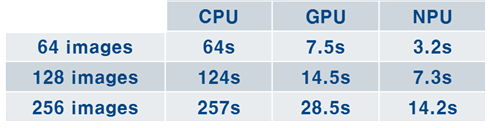 CPU GPU NPU
64 images 64s 7.5s 3.2s
128 images 124s 14.5s 7.3s
256 images 257s 28.5s 14.2s